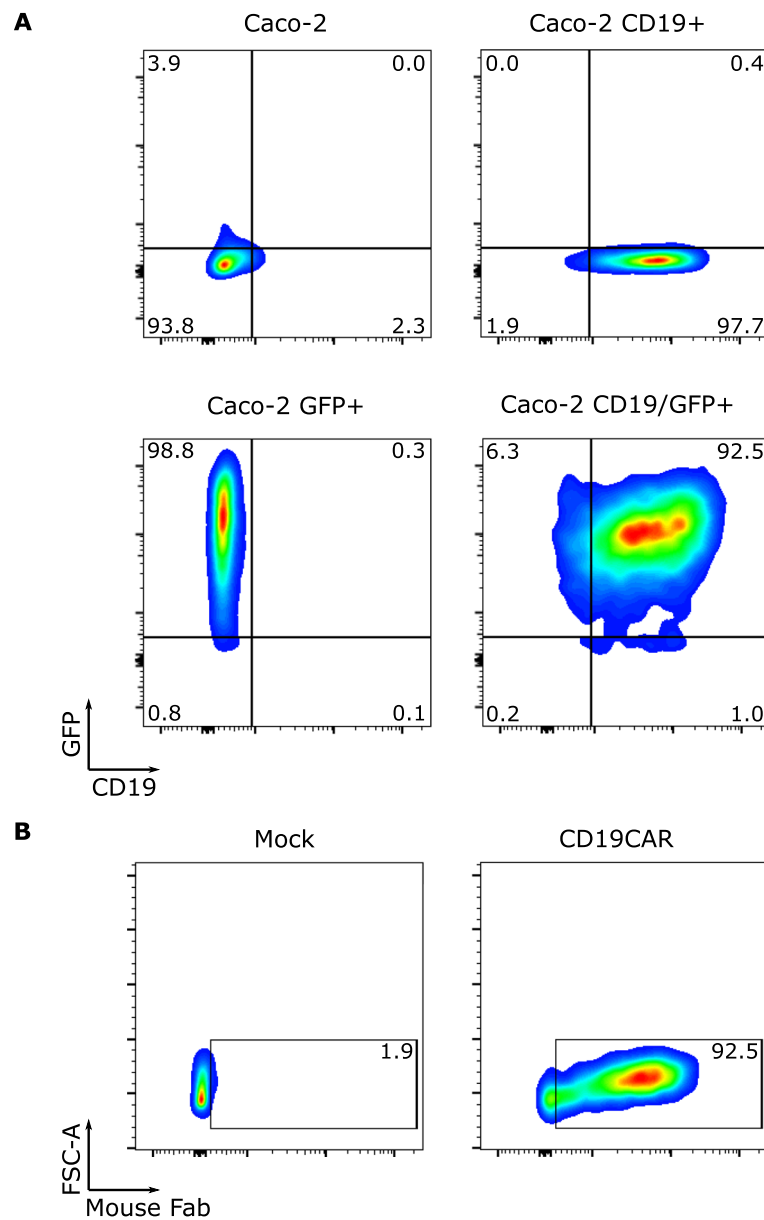 A
Caco-2
Caco-2 CD19+
3.9
0.0
0.0
0.4
93.8
2.3
1.9
97.7
Caco-2 GFP+
Caco-2 CD19/GFP+
98.8
0.3
6.3
92.5
0.8
0.1
0.2
1.0
GFP
CD19
B
Mock
CD19CAR
1.9
92.5
FSC-A
Mouse Fab